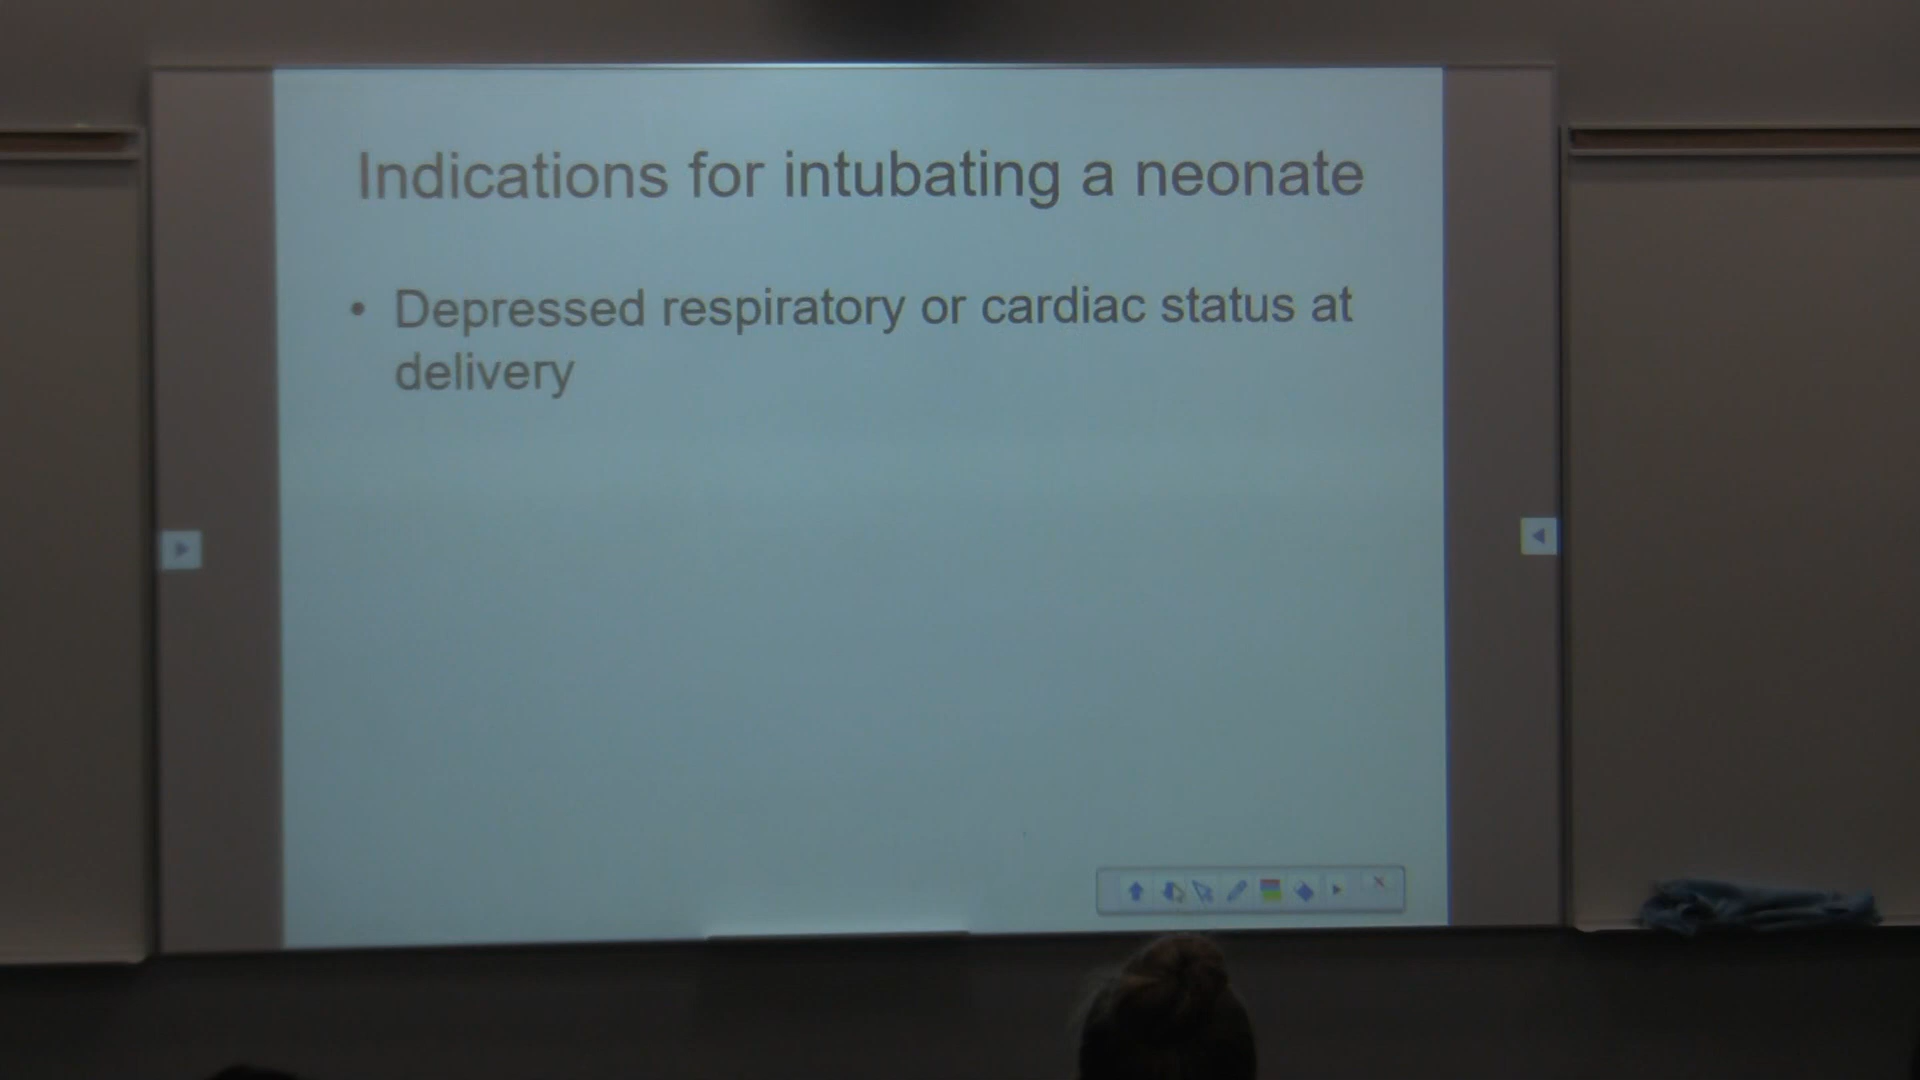 Indications for intubating a neonate
• Depressed respiratory or cardiac status at
delivery